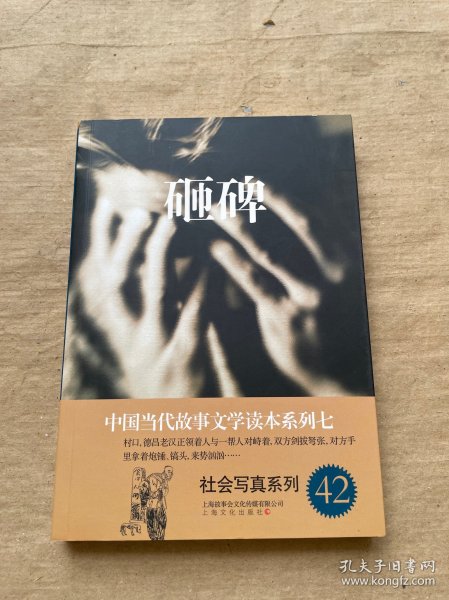 砸碑
中国当代故事文学读本系列七
村口,德昌老汉正领着人与一帮人对峙着,双方剑拔弩张、对方手
里拿着炮锤、镐头,来势汹汹……
社会写真系列
42
上海故事会文化传媒有限公司
上海文化出版社
孔夫子旧书网
www.kongfz.com